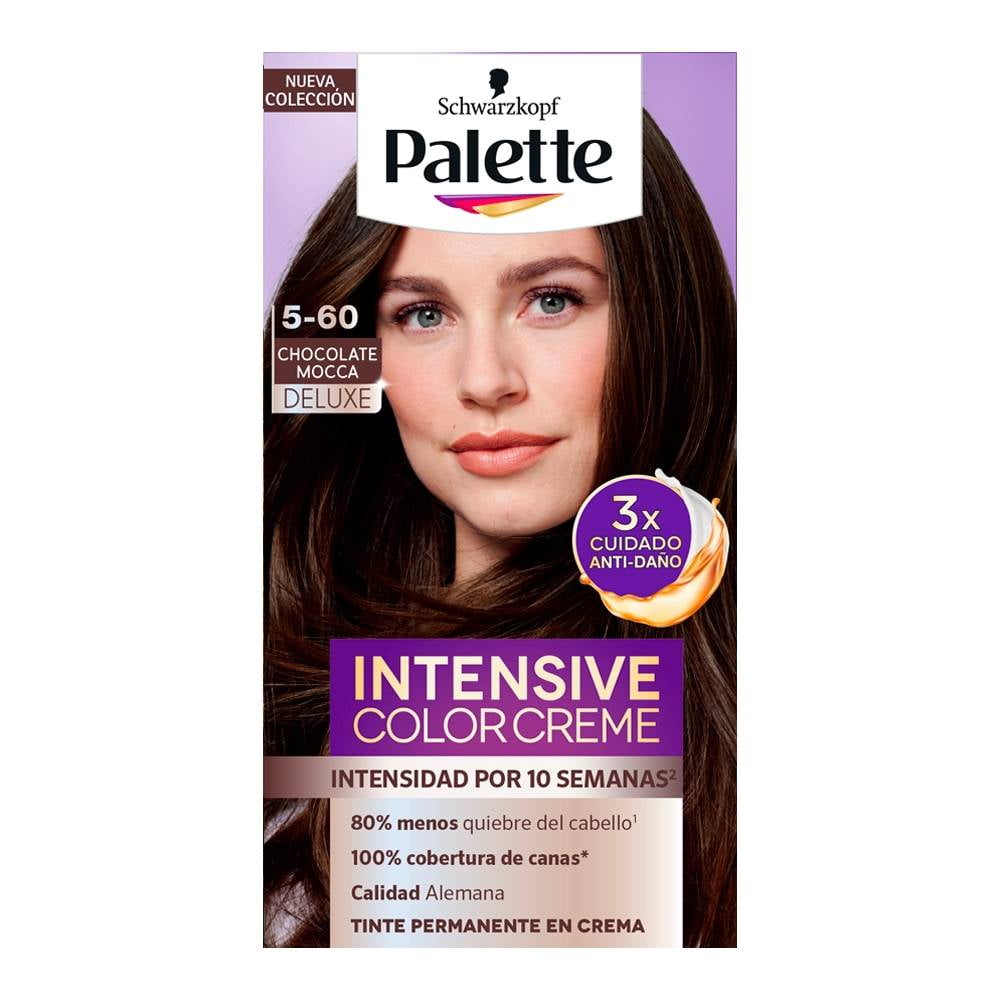 NUEVA
COLECCIÓN
Schwarzkopf
Palette
5-60
CHOCOLATE
MOCCA
DELUXE
3x
CUIDADO
ANTI-DAÑO
INTENSIVE
COLOR CREME
INTENSIDAD POR 10 SEMANAS²
80% menos quiebre del cabello¹
100% cobertura de canas*
Calidad Alemana
TINTE PERMANENTE EN CREMA